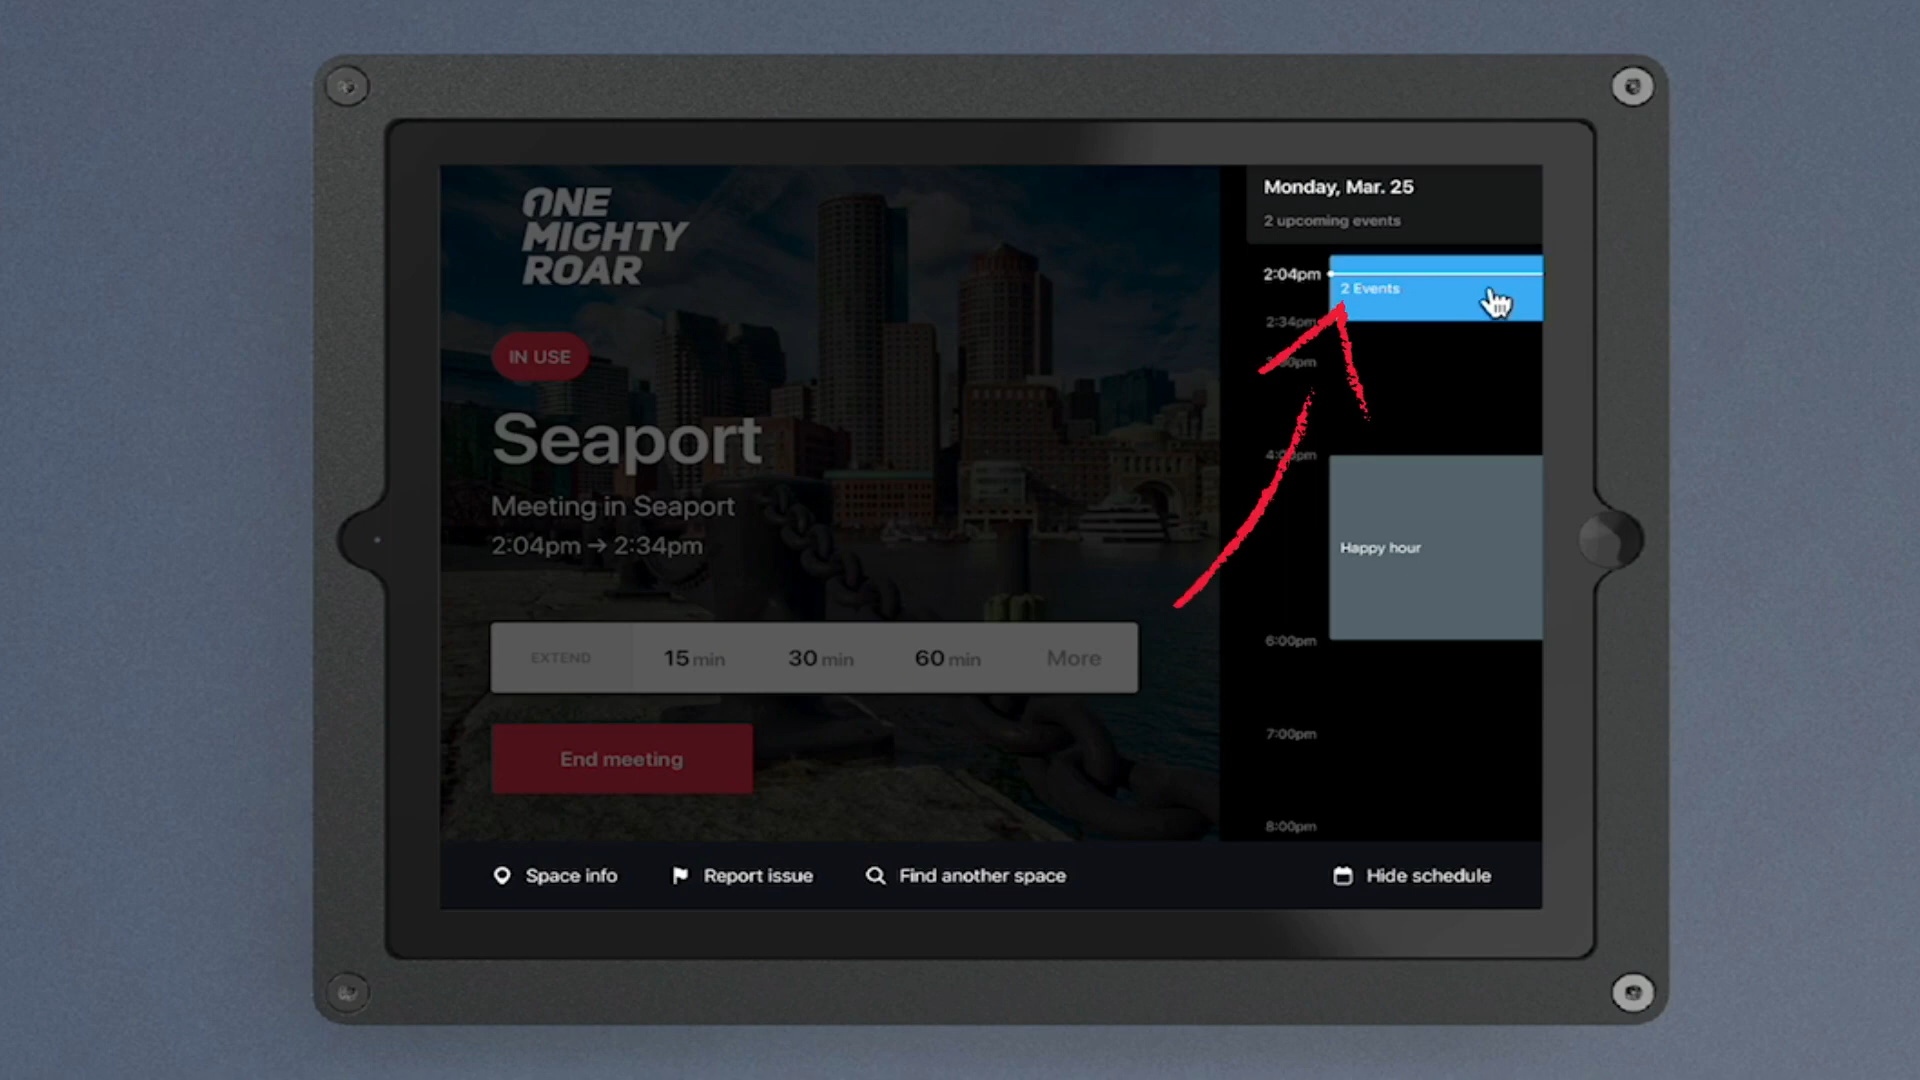 ONE
MIGHTY
ROAR
IN USE
Seaport
Meeting in Seaport
2:04pm → 2:34pm
EXTEND 15 min 30 min 60 min More
End meeting
Monday, Mar. 25
2 upcoming events
2:04pm
2 Events
2:34pm
4:00pm
Happy hour
6:00pm
7:00pm
8:00pm
Space info Report issue Find another space Hide schedule